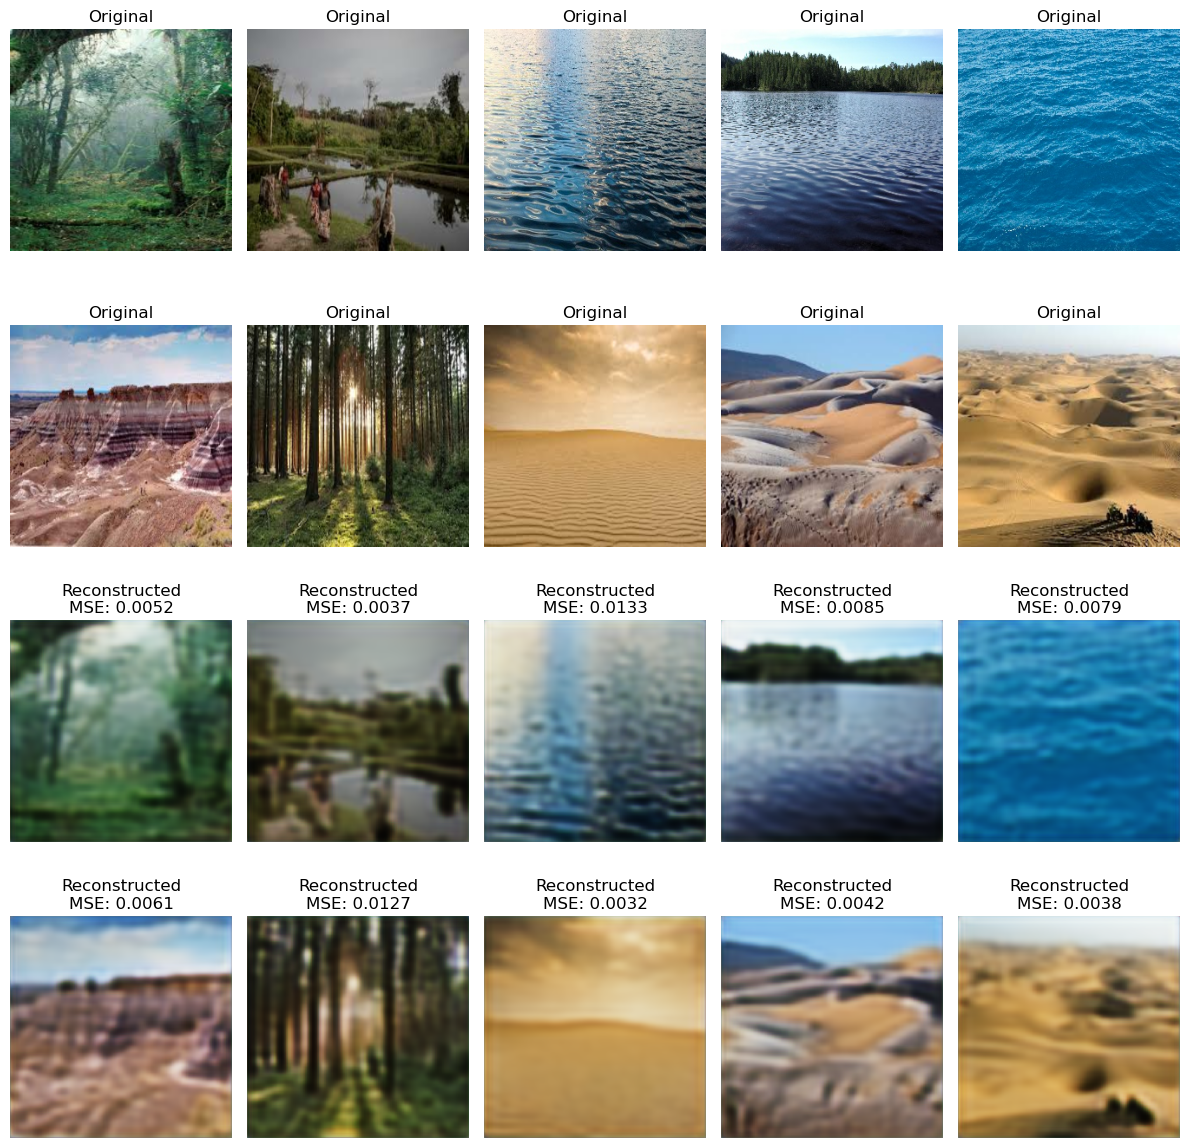 Original
Original
Original
Original
Original
Original
Original
Original
Original
Original
Reconstructed
MSE: 0.0052
Reconstructed
MSE: 0.0037
Reconstructed
MSE: 0.0133
Reconstructed
MSE: 0.0085
Reconstructed
MSE: 0.0079
Reconstructed
MSE: 0.0061
Reconstructed
MSE: 0.0127
Reconstructed
MSE: 0.0032
Reconstructed
MSE: 0.0042
Reconstructed
MSE: 0.0038